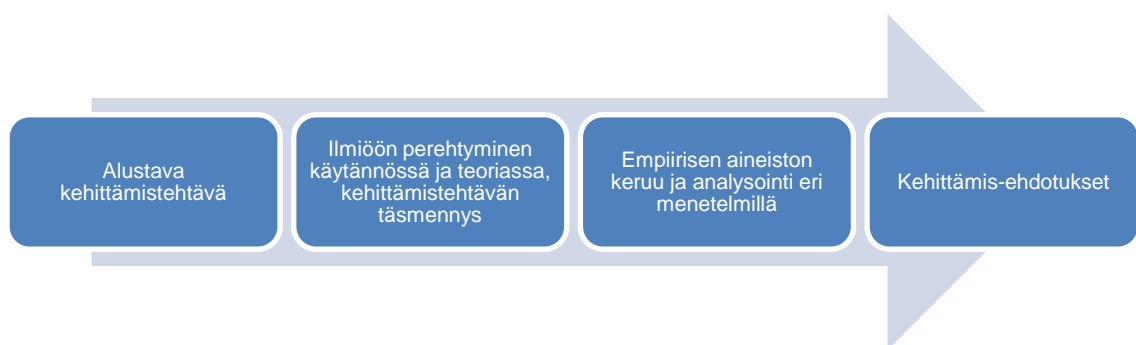 Alustava
kehittämistehtävä
Ilmiöön perehtyminen
käytännössä ja teoriassa,
kehittämistehtävän
täsmennys
Empiirisen aineiston
keruu ja analysointi eri
menetelmillä
Kehittämis-ehdotukset